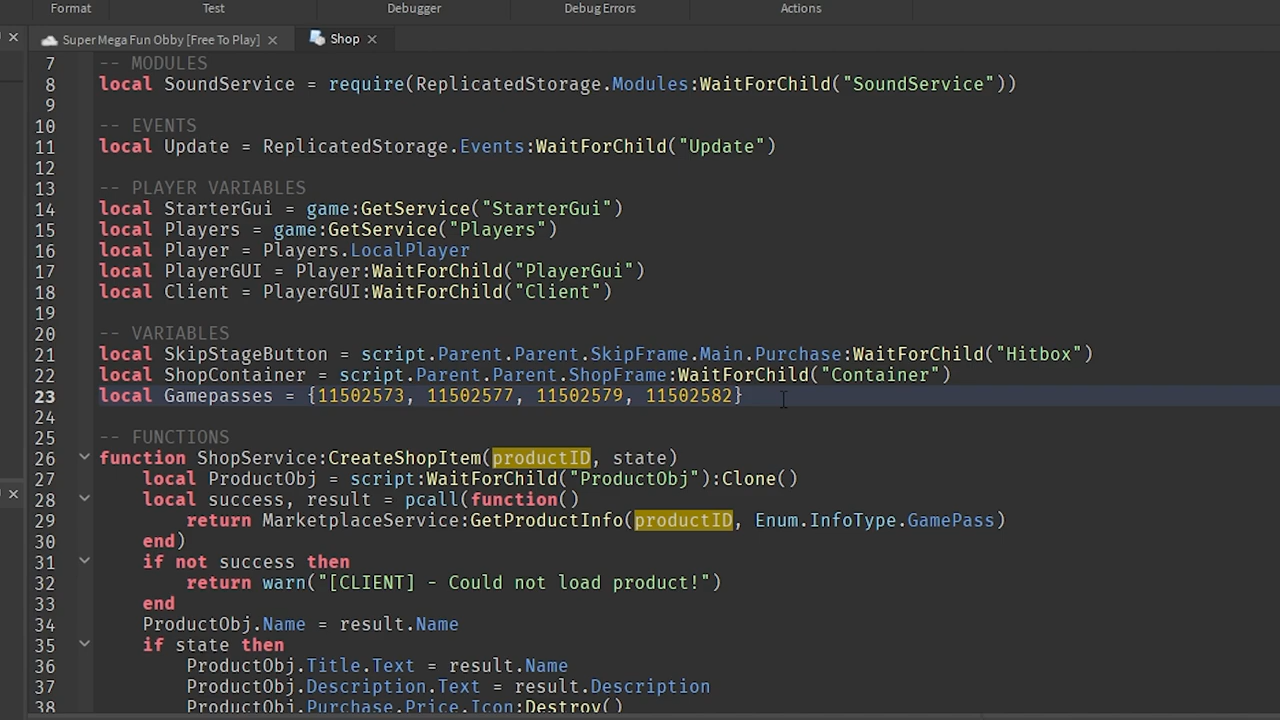 Format Test Debugger Debug Errors Actions
Super Mega Fun Obby [Free To Play] Shop
7 -- MODULES
8 local SoundService = require(ReplicatedStorage.Modules:WaitForChild("SoundService"))
9
10 -- EVENTS
11 local Update = ReplicatedStorage.Events:WaitForChild("Update")
12
13 -- PLAYER VARIABLES
14 local StarterGui = game:GetService("StarterGui")
15 local Players = game:GetService("Players")
16 local Player = Players.LocalPlayer
17 local PlayerGUI = Player:WaitForChild("PlayerGui")
18 local Client = PlayerGUI:WaitForChild("Client")
19
20 -- VARIABLES
21 local SkipStageButton = script.Parent.Parent.SkipFrame.Main.Purchase:WaitForChild("Hitbox")
22 local ShopContainer = script.Parent.Parent.ShopFrame:WaitForChild("Container")
23 local Gamepasses = {11502573, 11502577, 11502579, 11502582}
24
25 -- FUNCTIONS
26 function ShopService:CreateShopItem(productID, state)
27 local ProductObj = script:WaitForChild("ProductObj"):Clone()
28 local success, result = pcall(function()
29 return MarketplaceService:GetProductInfo(productID, Enum.InfoType.GamePass)
30 end)
31 if not success then
32 return warn("[CLIENT] - Could not load product!")
33 end
34 ProductObj.Name = result.Name
35 if state then
36 ProductObj.Title.Text = result.Name
37 ProductObj.Description.Text = result.Description
38 ProductObj.Purchase.Price.Icon:Destroy()